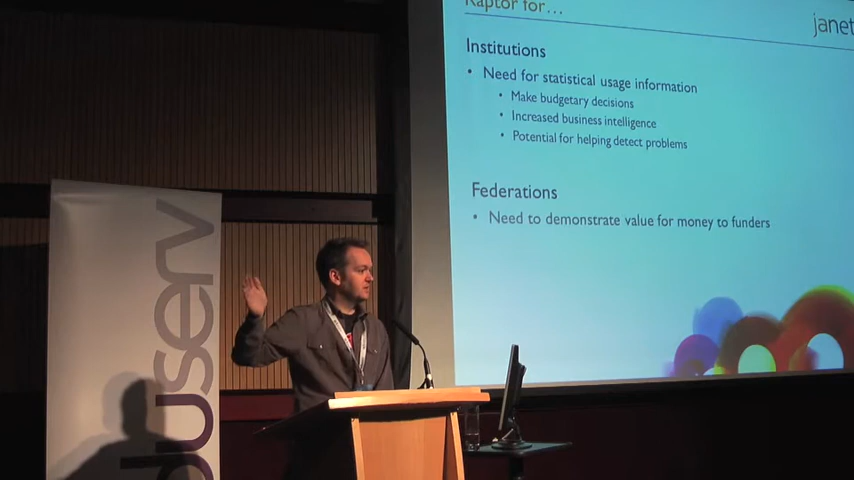 Raptor for...
janet
Institutions
• Need for statistical usage information
• Make budgetary decisions
• Increased business intelligence
• Potential for helping detect problems
Federations
• Need to demonstrate value for money to funders
duserv